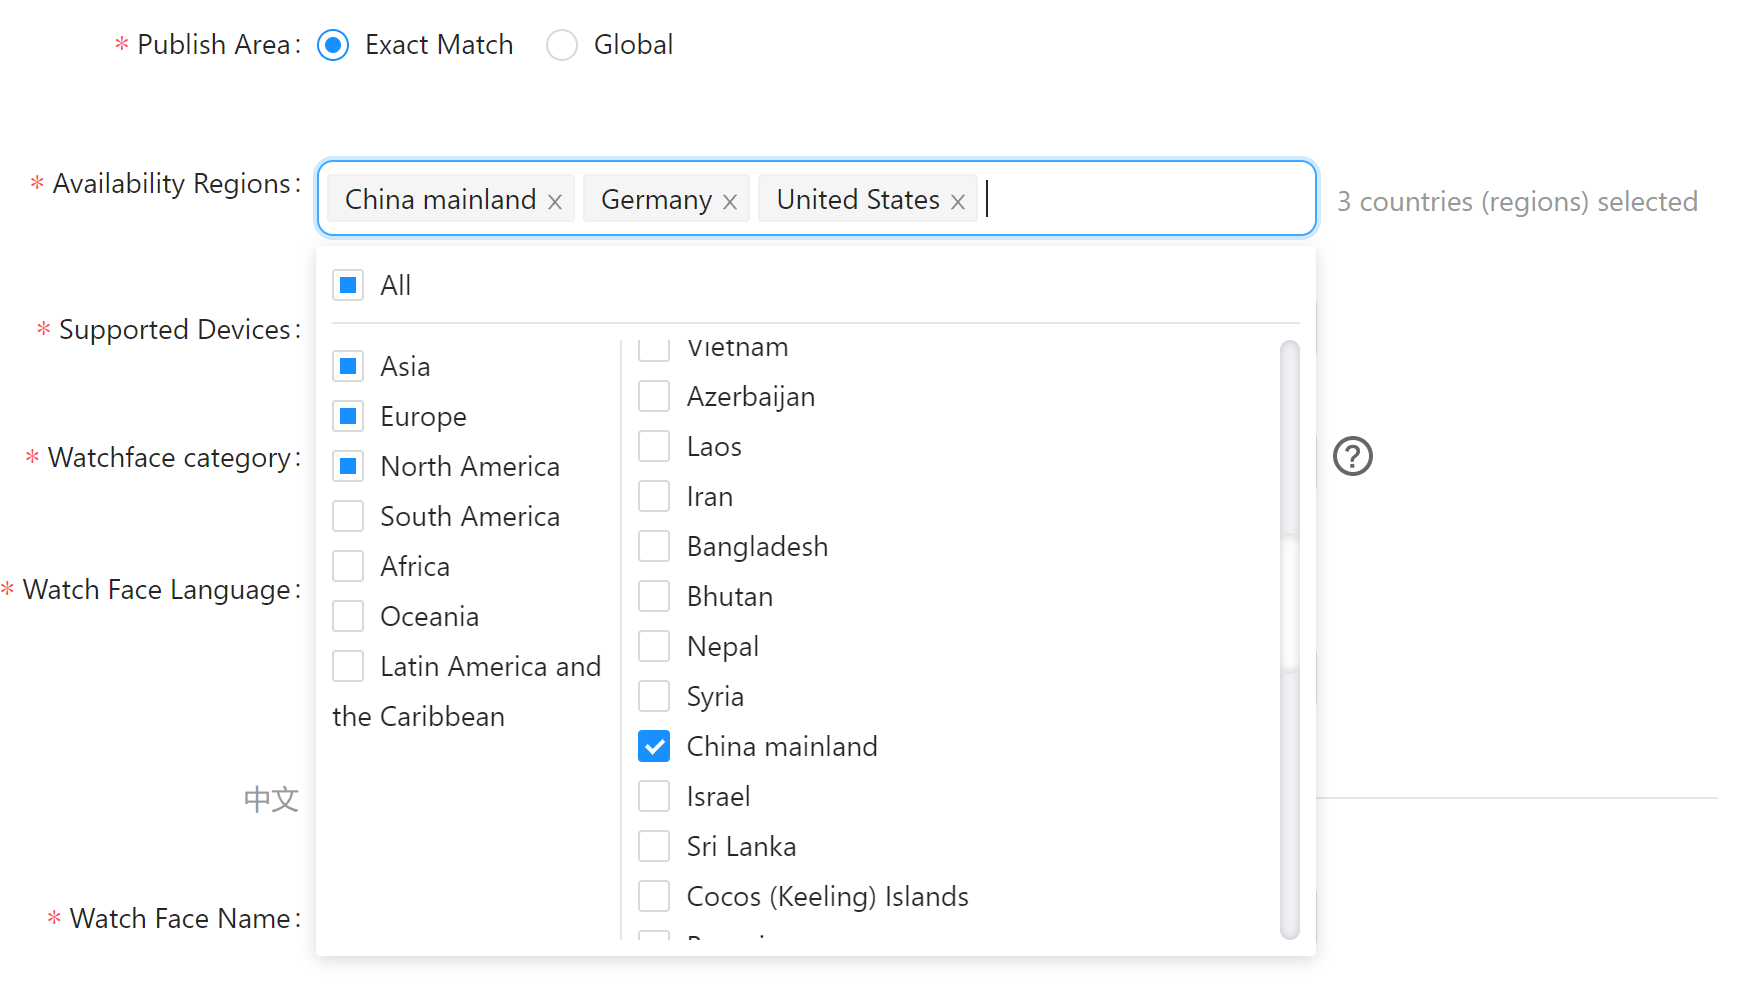 * Publish Area: Exact Match Global
* Availability Regions: China mainland × Germany × United States × 3 countries (regions) selected
All
* Supported Devices:
Asia
Europe
North America
South America
Africa
Oceania
Latin America and
the Caribbean
Vietnam
Azerbaijan
Laos
Iran
Bangladesh
Bhutan
Nepal
Syria
China mainland
Israel
Sri Lanka
Cocos (Keeling) Islands
* Watchface category: ?
* Watch Face Language:
中文
* Watch Face Name: